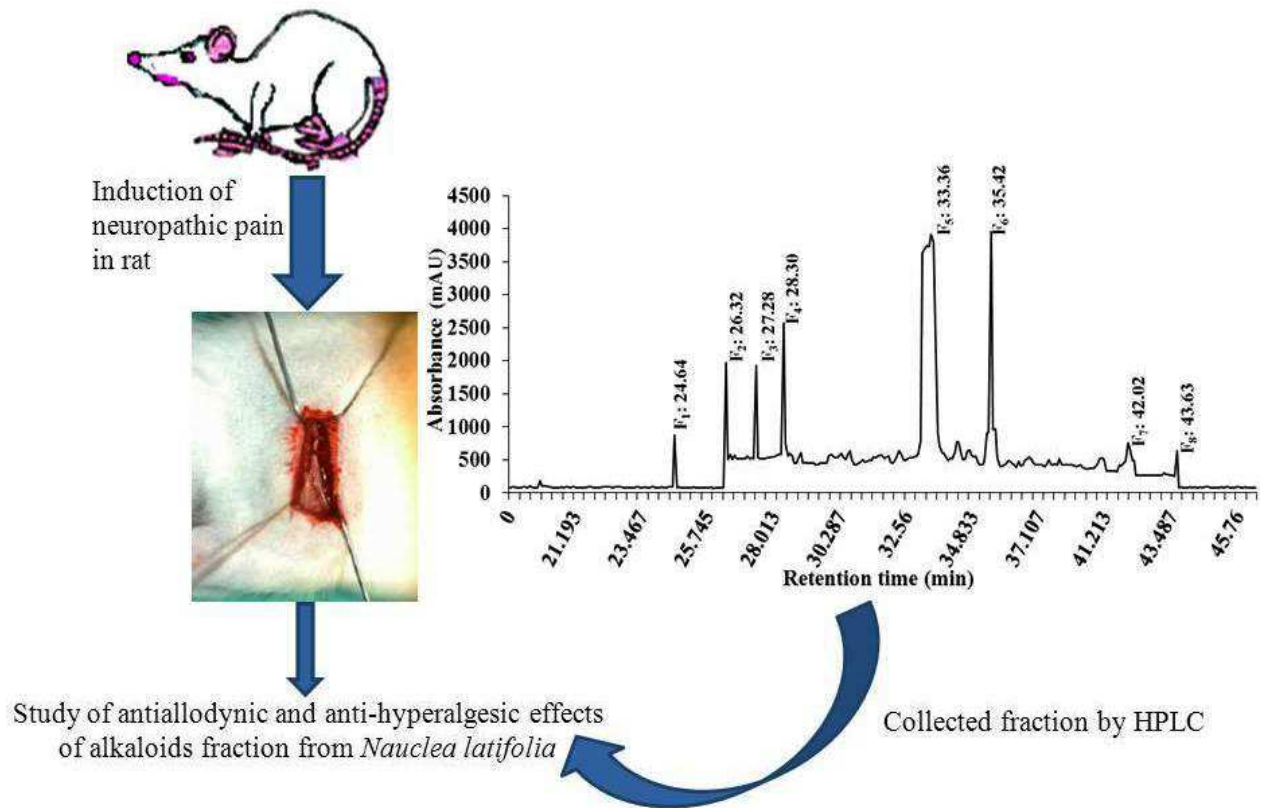 Induction of
neuropathic pain
in rat
Absorbance (mAU)
4500
4000
3500
3000
2500
2000
1500
1000
500
0
F₁: 24.64
F₂: 26.32
F₃: 27.28
F₄: 28.30
F₅: 33.36
F₆: 35.42
F₇: 42.02
F₈: 43.63
0
21.193
23.467
25.745
28.013
30.287
32.56
34.833
37.107
41.213
43.487
45.76
Retention time (min)
Study of antiallodynic and anti-hyperalgesic effects
of alkaloids fraction from Nauclea latifolia
Collected fraction by HPLC